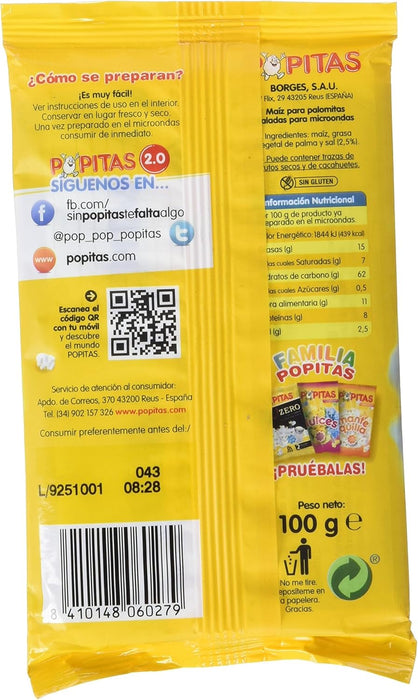 ¿Cómo se preparan?
¡Es muy fácil!
Ver instrucciones de uso en el interior.
Conservar en lugar fresco y seco.
Una vez preparado en el microondas
consumir de inmediato.
POPITAS 2.0
SÍGUENOS EN...
fb.com/
sinpopitastefaltaalgo
@pop_pop_popitas
www popitas.com
Escanea el
código QR
con tu móvil
y descubre
el mundo
POPITAS.
Servicio de atención al consumidor:
Apdo. de Correos, 370 43200 Reus - España
Tel. (34) 902 157 326 www.popitas.com
Consumir preferentemente antes del:/
043
L/9251001 08:28
8 410148 060279
POPITAS
BORGES, S.A.U.
Flix, 29 43205 Reus (ESPAÑA)
Maíz para palomitas
saladas para microondas
Ingredientes: maíz, grasa
vegetal de palma y sal (2,5%).
Puede contener trazas de
frutos secos y de cacahuetes.
SIN GLUTEN
Información Nutricional
por 100 g de producto ya
preparado en el microondas
Valor Energético: 1844 kJ (439 kcal)
Grasas (g) 15
de las cuales Saturadas (g) 7
Hidratos de carbono (g) 62
de los cuales Azúcares (g) 0,5
Fibra alimentaria (g) 11
Proteínas (g) 8
Sal (g) 2,5
FAMILIA
POPITAS
POPITAS
ZERO
POPITAS
POPITAS
¡PRUÉBALAS!
Peso neto:
100 g e
No me tire.
Deposíteme en
la papelera.
Gracias.